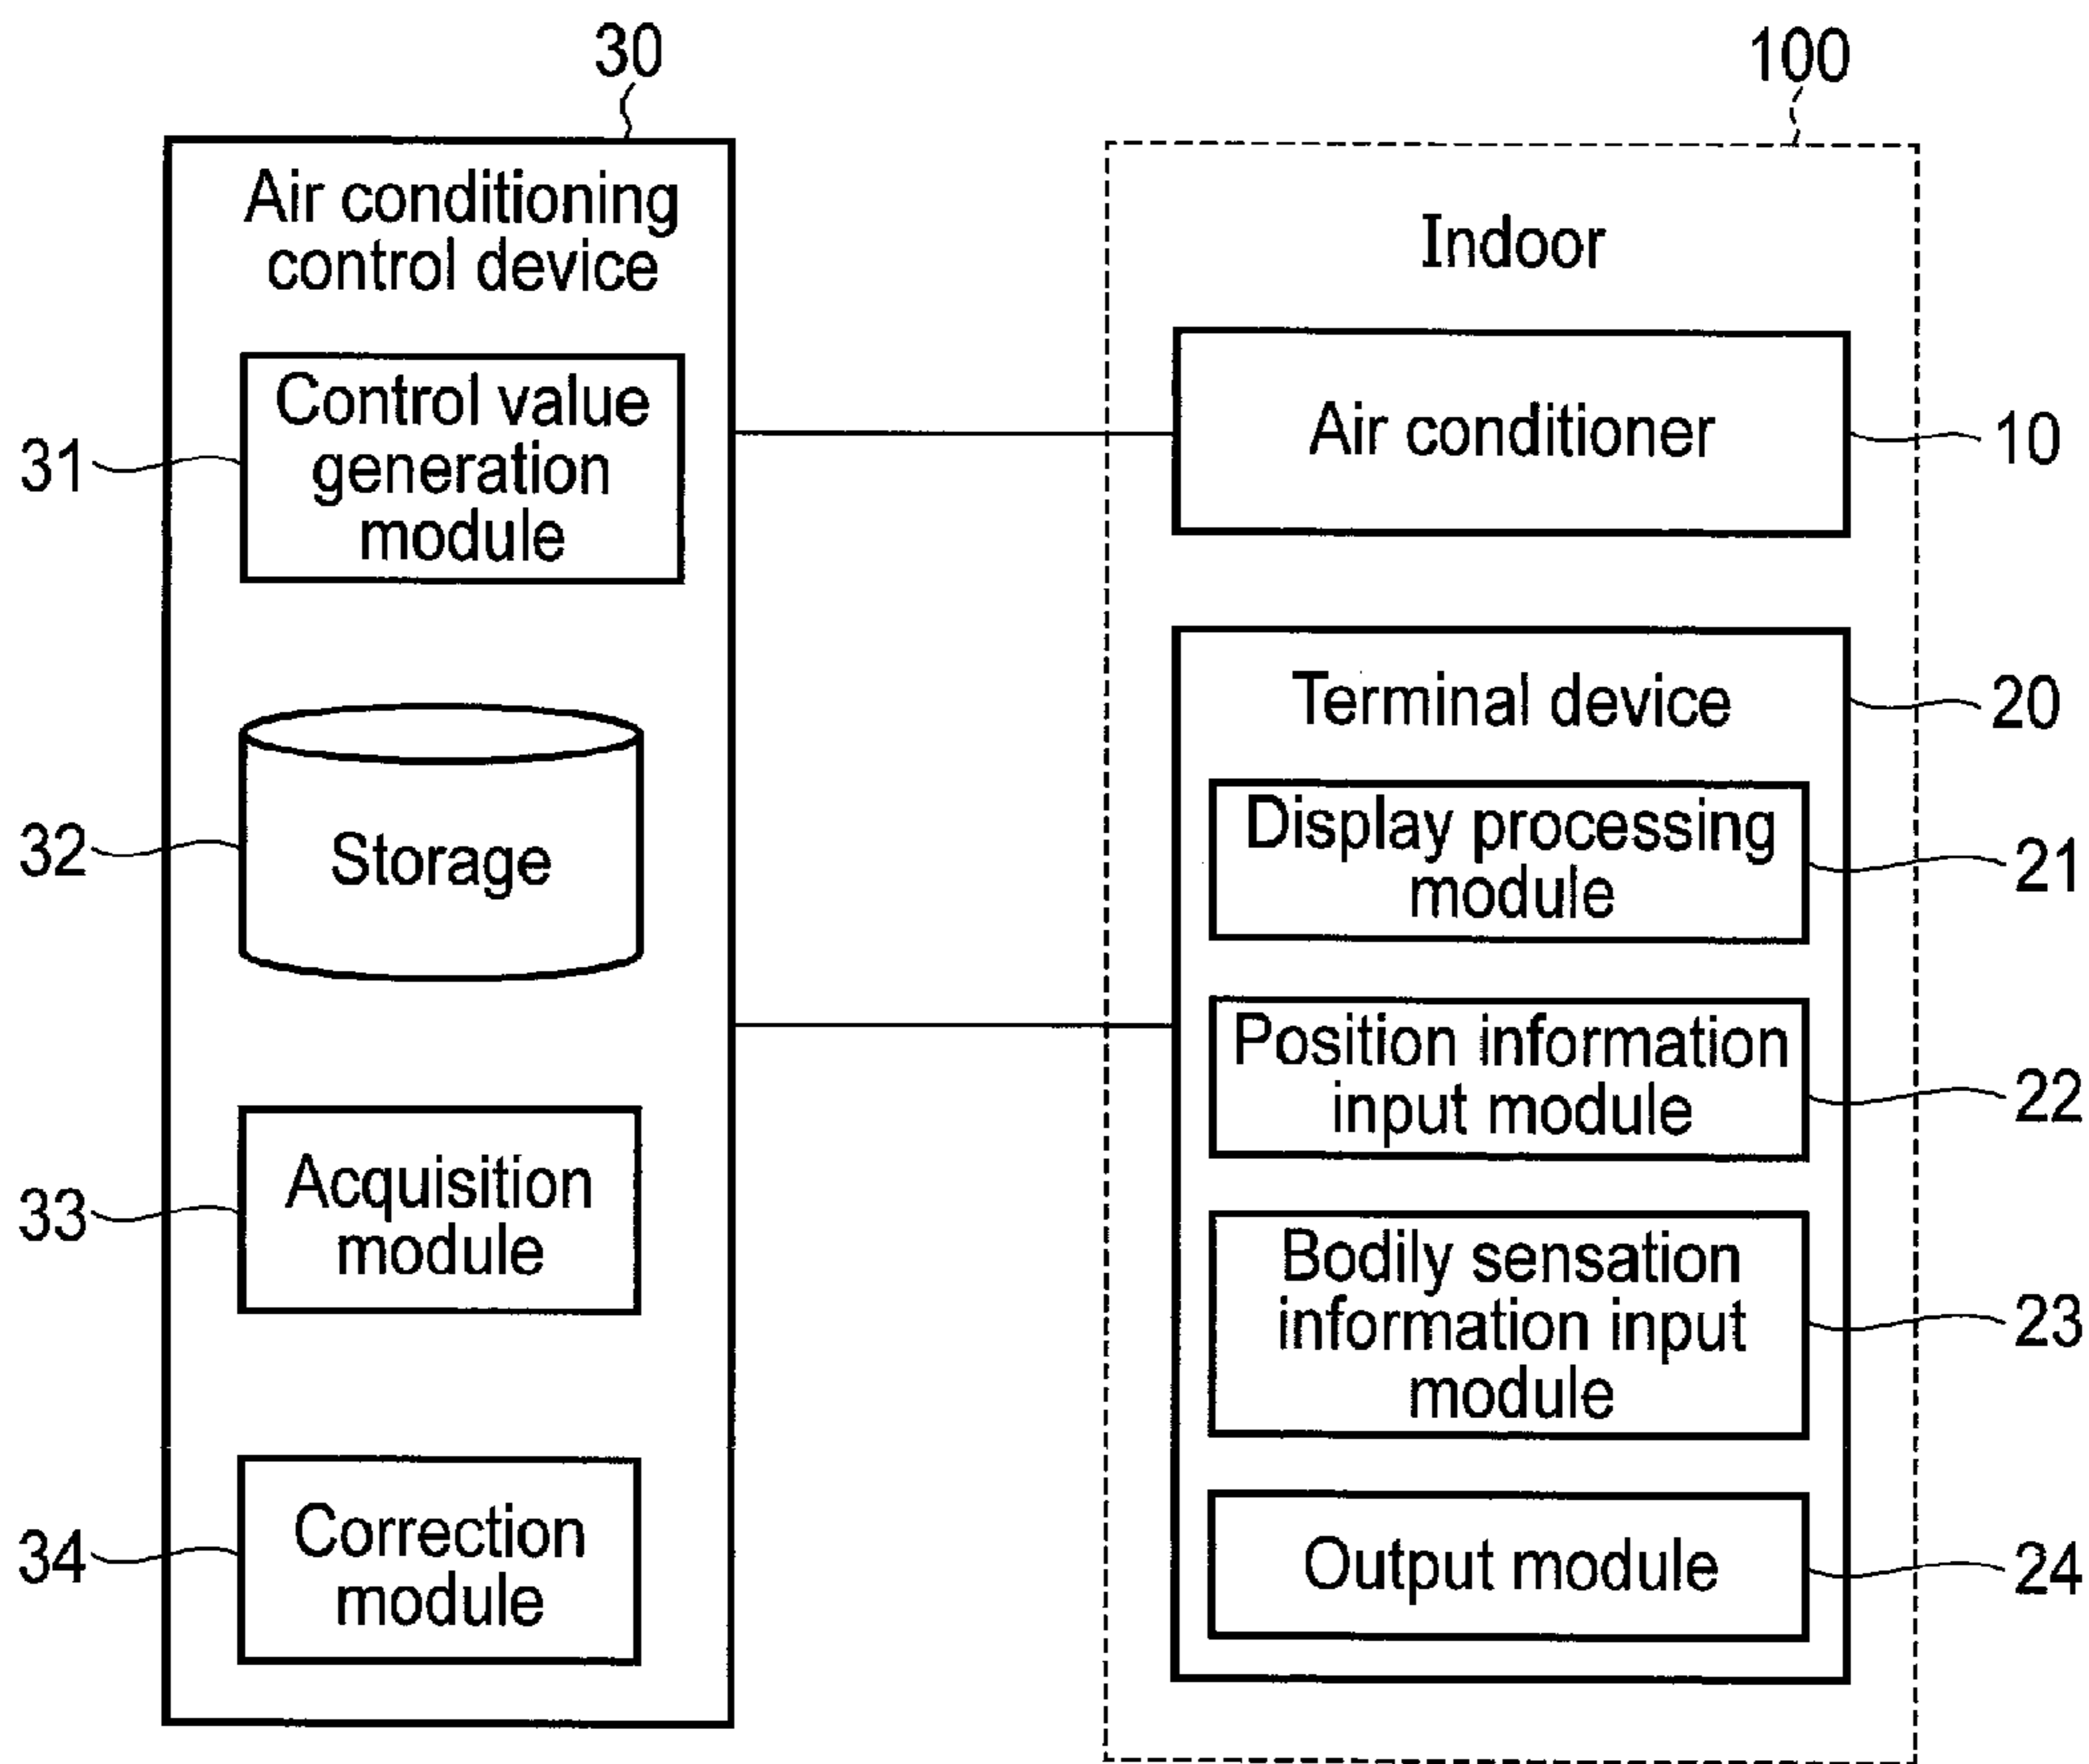 30
100
Air conditioning
control device
Indoor
Control value
generation
module
31
Air conditioner
10
Terminal device
20
Storage
32
Display processing
module
21
Position information
input module
22
Acquisition
module
33
Bodily sensation
information input
module
23
Correction
module
34
Output module
24